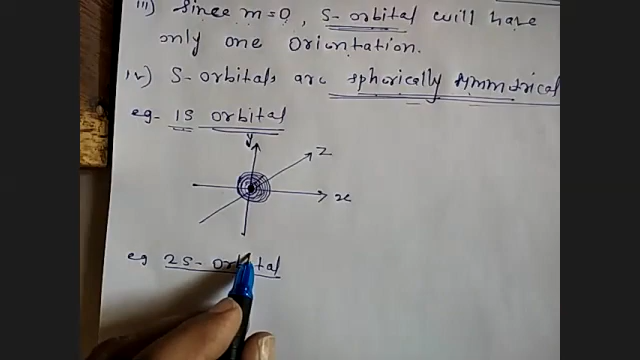 iii) Since m=0, S-orbital will have
only one orientation.
iv) S-orbitals are spherically symmetrical
eg- 1S orbital
y
z
x
eg 2S- orbital